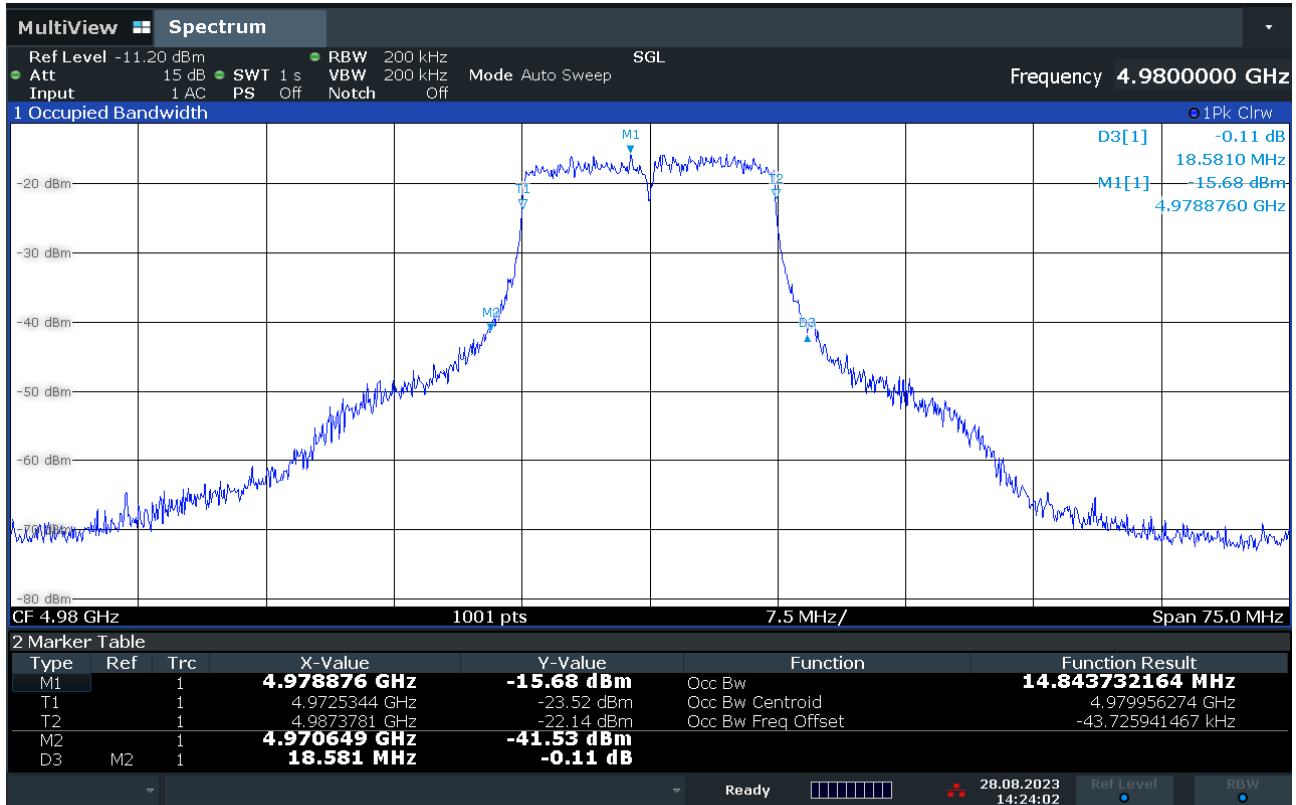 MultiView Spectrum
Ref Level -11.20 dBm RBW 200 kHz SGL
Att 15 dB SWT 1 s VBW 200 kHz Mode Auto Sweep Frequency 4.9800000 GHz
Input 1 AC PS Off Notch Off
1 Occupied Bandwidth 1Pk Clrw
M1 D3[1] -0.11 dB
18.5810 MHz
-20 dBm T1 T2 M1[1] -15.68 dBm
4.9788760 GHz
-30 dBm
M2
-40 dBm D3
-50 dBm
-60 dBm
-70 dBm
-80 dBm
CF 4.98 GHz 1001 pts 7.5 MHz/ Span 75.0 MHz
2 Marker Table
Type Ref Trc X-Value Y-Value Function Function Result
M1 1 4.978876 GHz -15.68 dBm Occ Bw 14.843732164 MHz
T1 1 4.9725344 GHz -23.52 dBm Occ Bw Centroid 4.979956274 GHz
T2 1 4.9873781 GHz -22.14 dBm Occ Bw Freq Offset -43.725941467 kHz
M2 1 4.970649 GHz -41.53 dBm
D3 M2 1 18.581 MHz -0.11 dB
Ready 28.08.2023 Ref Level RBW
14:24:02